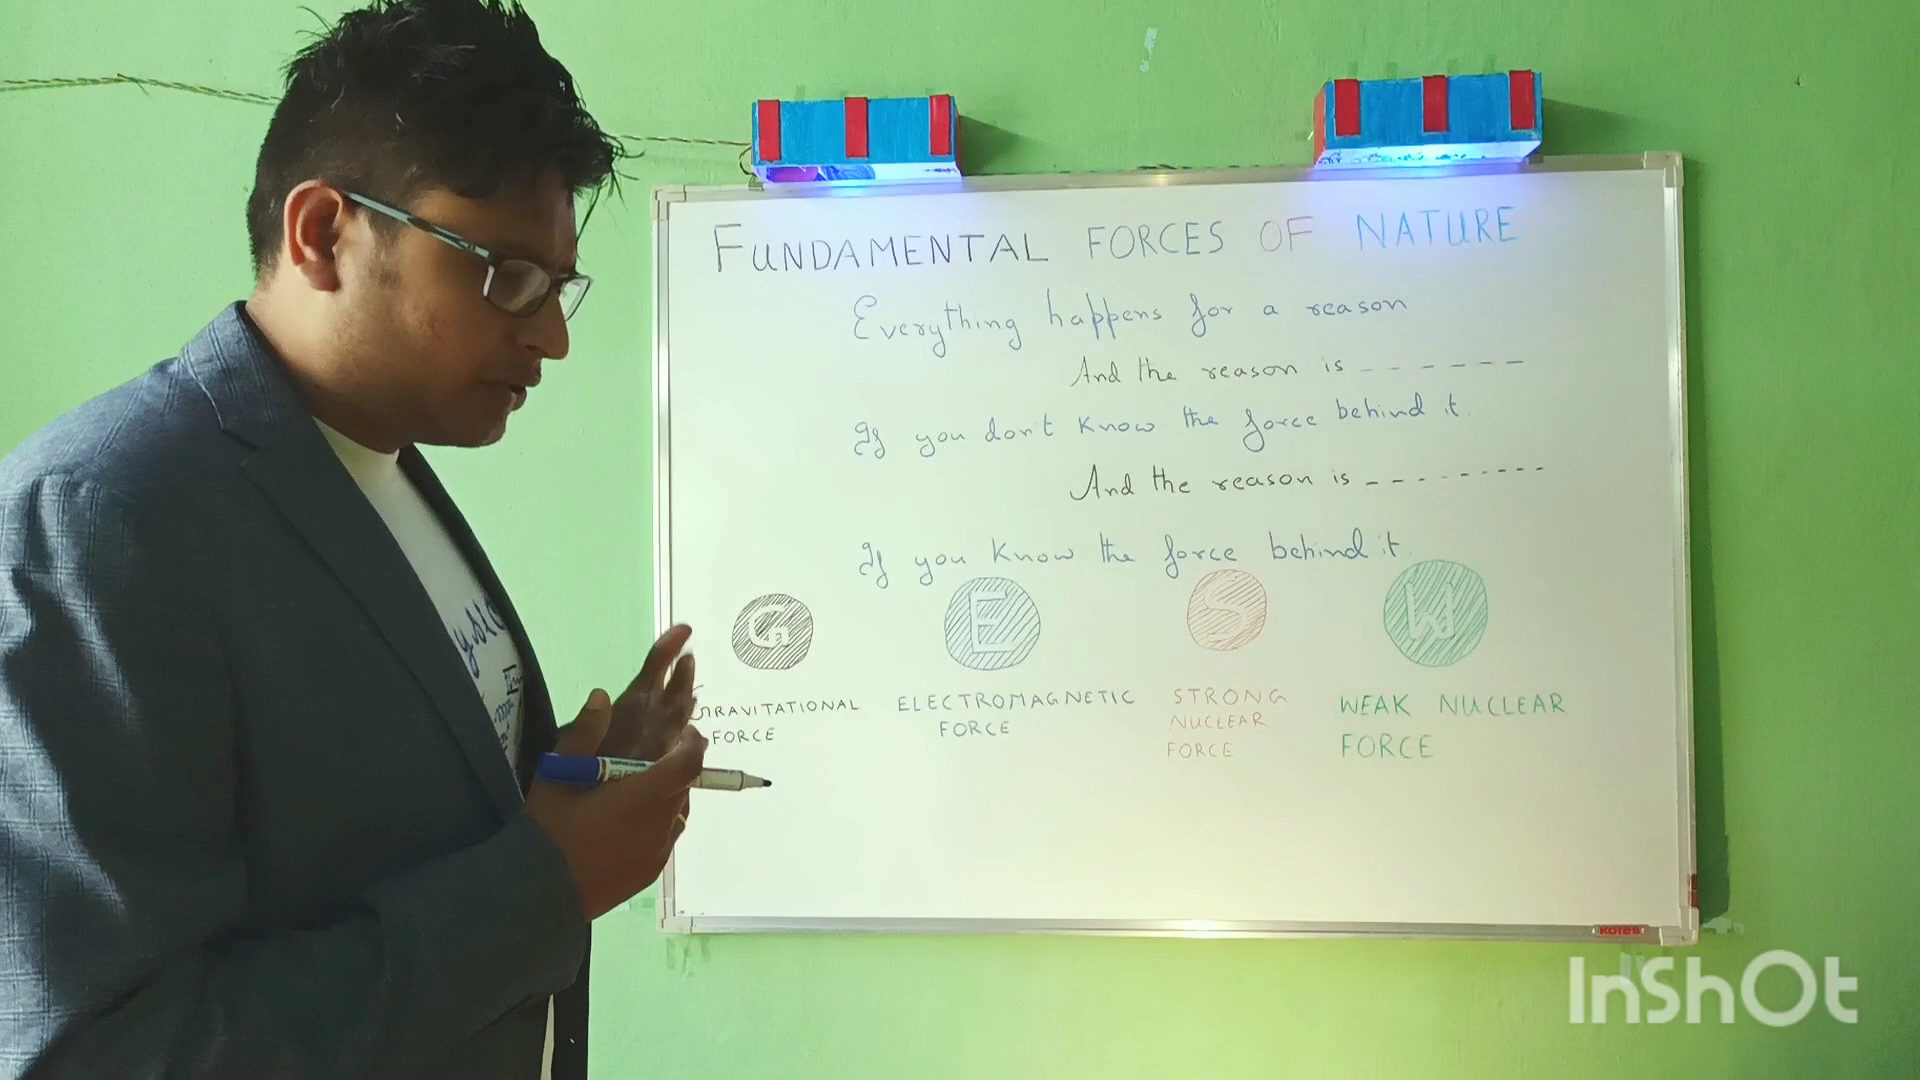 FUNDAMENTAL FORCES OF NATURE
Everything happens for a reason
And the reason is ------
If you don't know the force behind it.
And the reason is ---------
If you know the force behind it.
G E S W
GRAVITATIONAL
FORCE
ELECTROMAGNETIC
FORCE
STRONG
NUCLEAR
FORCE
WEAK NUCLEAR
FORCE
KORES
InShOt